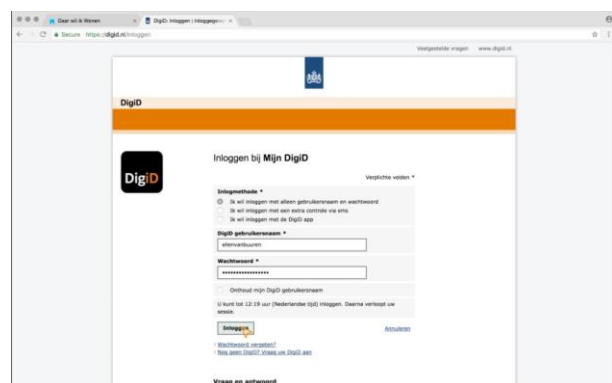 Daar wil ik Wonen
DigiD: Inloggen | Inloggegeven
Secure https://digid.nl/inloggen
Veelgestelde vragen www.digid.nl
DigiD
DigiD
Inloggen bij Mijn DigiD
Verplichte velden *
Inlogmethode *
Ik wil inloggen met alleen gebruikersnaam en wachtwoord
Ik wil inloggen met een extra controle via sms
Ik wil inloggen met de DigiD app
DigiD gebruikersnaam *
ellenvanbuuren
Wachtwoord *
•••••••••••••••••
Onthoud mijn DigiD gebruikersnaam
U kunt tot 12:19 uur (Nederlandse tijd) inloggen. Daarna verloopt uw
sessie.
Inloggen Annuleren
Wachtwoord vergeten?
Nog geen DigiD? Vraag uw DigiD aan
Vraag en antwoord